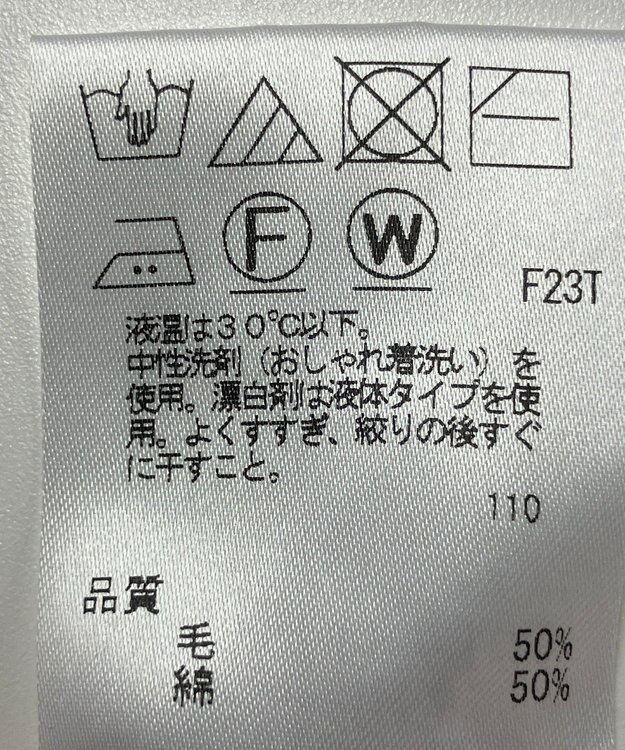 F W
F23T
液温は30℃以下。
中性洗剤（おしゃれ着洗い）を
使用。漂白剤は液体タイプを使
用。よくすすぎ、絞りの後すぐ
に干すこと。
110
品質
毛 50%
綿 50%